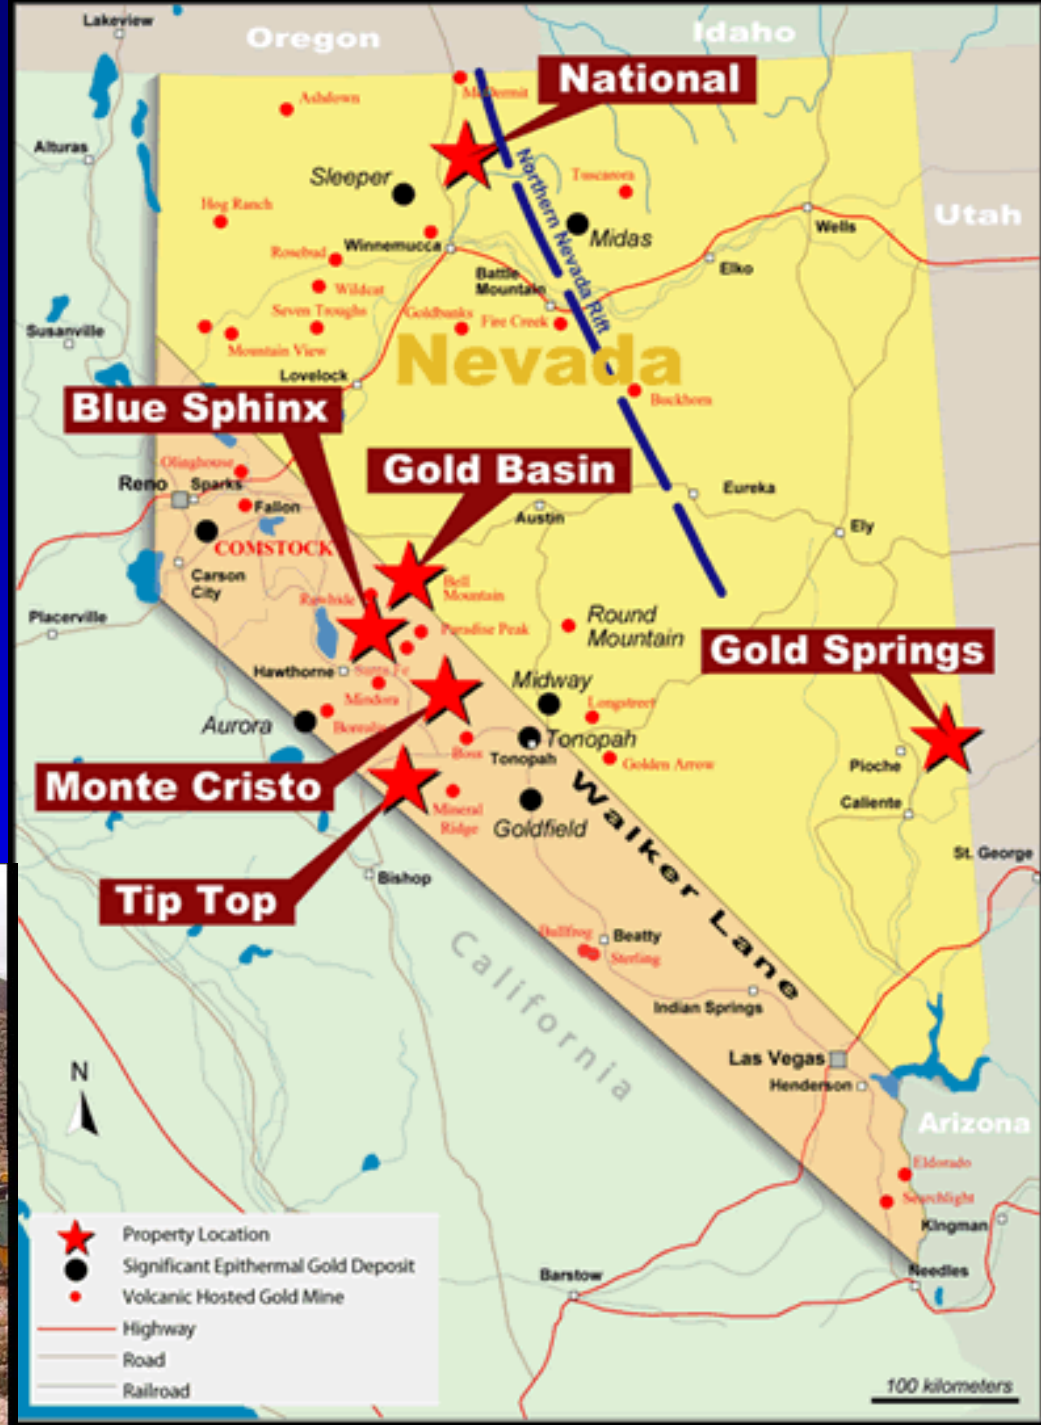 Lakeview
Oregon
Idaho
National
Ashdown
McDermit
Alturas
Sleeper
Northern Nevada Rift
Tuscarora
Hog Ranch
Utah
Midas
Wells
Rosebud
Winnemucca
Elko
Battle
Mountain
Wildcat
Seven Troughs
Goldbanks
Fire Creek
Susanville
Mountain View
Nevada
Lovelock
Buckhorn
Blue Sphinx
Gold Basin
Olinghouse
Reno
Sparks
Eureka
Fallon
Austin
Ely
COMSTOCK
Carson
City
Bell
Mountain
Rawhide
Placerville
Paradise Peak
Round
Mountain
Gold Springs
Hawthorne
Santa Fe
Midway
Mindora
Longstreet
Aurora
Borealis
Tonopah
Boss
Tonopah
Golden Arrow
Pioche
Monte Cristo
Walker Lane
Caliente
Mineral
Ridge
Goldfield
St. George
Bishop
Tip Top
Bullfrog
Beatty
Sterling
California
Indian Springs
Las Vegas
Henderson
N
Arizona
Eldorado
Searchlight
Kingman
Property Location
Significant Epithermal Gold Deposit
Volcanic Hosted Gold Mine
Highway
Road
Railroad
Barstow
Needles
100 kilometers